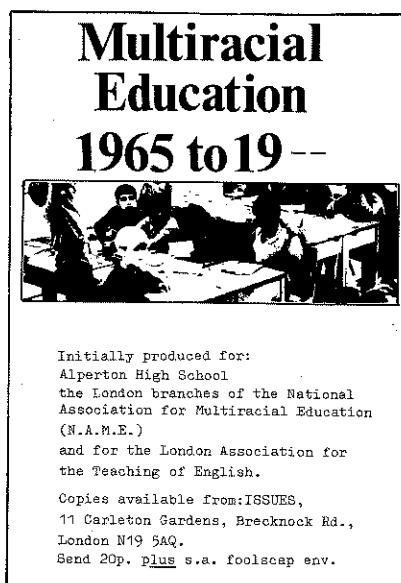 Multiracial
Education
1965 to 19--
Initially produced for:
Alperton High School
the London branches of the National
Association for Multiracial Education
(N.A.M.E.)
and for the London Association for
the Teaching of English.
Copies available from:ISSUES,
11 Carleton Gardens, Brecknock Rd.,
London N19 5AQ.
Send 20p. plus s.a. foolscap env.